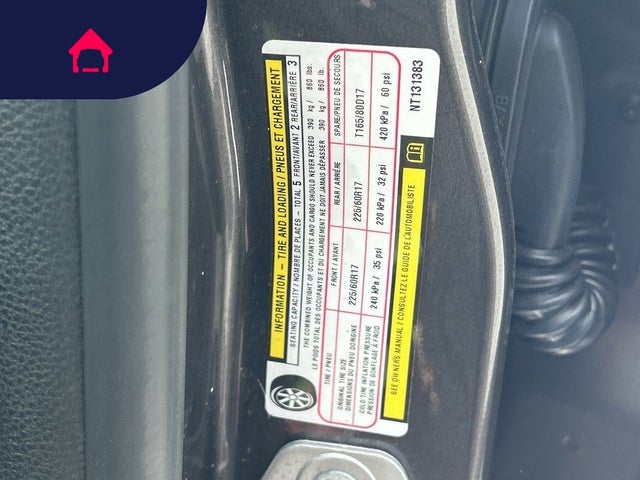 INFORMATION – TIRE AND LOADING / PNEUS ET CHARGEMENT
SEATING CAPACITY / NOMBRE DE PLACES – TOTAL 5 FRONT/AVANT 2 REAR/ARRIÈRE 3
THE COMBINED WEIGHT OF OCCUPANTS AND CARGO SHOULD NEVER EXCEED 390 kg / 860 lbs.
LE POIDS TOTAL DES OCCUPANTS ET DU CHARGEMENT NE DOIT JAMAIS DÉPASSER 390 kg / 860 lb.
TIRE / PNEU FRONT / AVANT REAR / ARRIÈRE SPARE/PNEU DE SECOURS
ORIGINAL TIRE SIZE
DIMENSIONS DU PNEU D'ORIGINE 225/60R17 225/60R17 T165/80D17
COLD TIRE INFLATION PRESSURE
PRESSION DE GONFLAGE À FROID 240 kPa / 35 psi 220 kPa / 32 psi 420 kPa / 60 psi
SEE OWNERS MANUAL / CONSULTEZ LE GUIDE DE L'AUTOMOBILISTE
NT131383